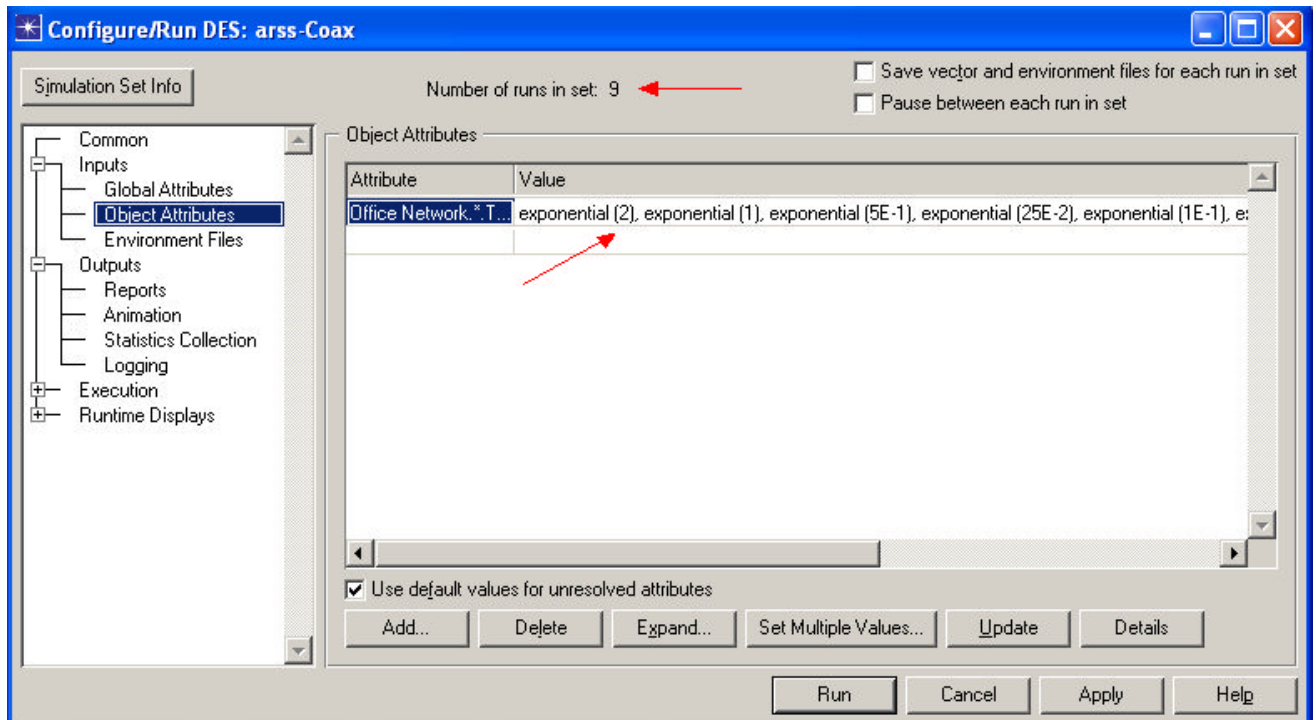 Configure/Run DES: arss-Coax
Simulation Set Info
Number of runs in set: 9
Save vector and environment files for each run in set
Pause between each run in set
Common
Inputs
Global Attributes
Object Attributes
Environment Files
Outputs
Reports
Animation
Statistics Collection
Logging
Execution
Runtime Displays
Object Attributes
Attribute Value
Office Network.*.T... exponential (2), exponential (1), exponential (5E-1), exponential (25E-2), exponential (1E-1),
Use default values for unresolved attributes
Add... Delete Expand... Set Multiple Values... Update Details
Run Cancel Apply Help